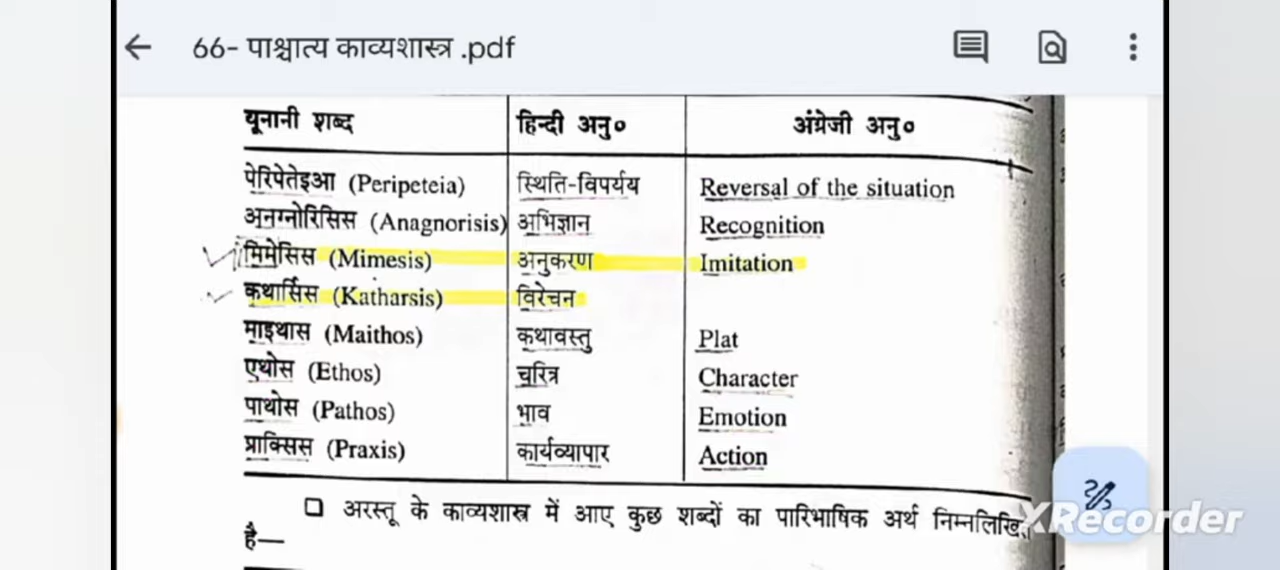 66- पाश्चात्य काव्यशास्त्र .pdf
यूनानी शब्द हिन्दी अनु० अंग्रेजी अनु०
पेरिपेतेइआ (Peripeteia) स्थिति-विपर्यय Reversal of the situation
अनग्नोरिसिस (Anagnorisis) अभिज्ञान Recognition
मिमेसिस (Mimesis) अनुकरण Imitation
कथार्सिस (Katharsis) विरेचन
माइथास (Maithos) कथावस्तु Plat
एथोस (Ethos) चरित्र Character
पाथोस (Pathos) भाव Emotion
प्राक्सिस (Praxis) कार्यव्यापार Action
अरस्तू के काव्यशास्त्र में आए कुछ शब्दों का पारिभाषिक अर्थ निम्नलिखित
है—
XRecorder